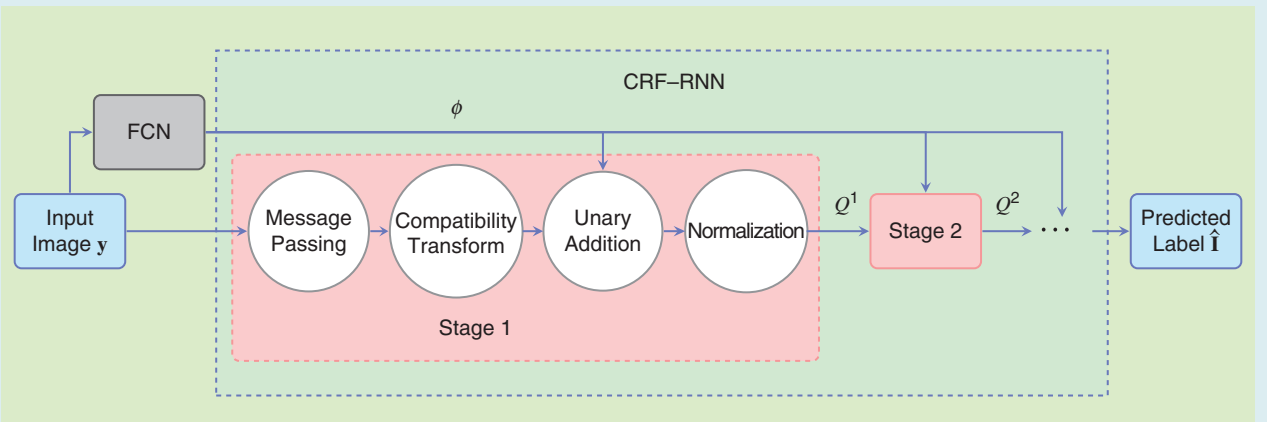 CRF–RNN
ϕ
FCN
Input
Image y
Message
Passing
Compatibility
Transform
Unary
Addition
Normalization
Stage 1
Q¹
Stage 2
Q²
...
Predicted
Label Î